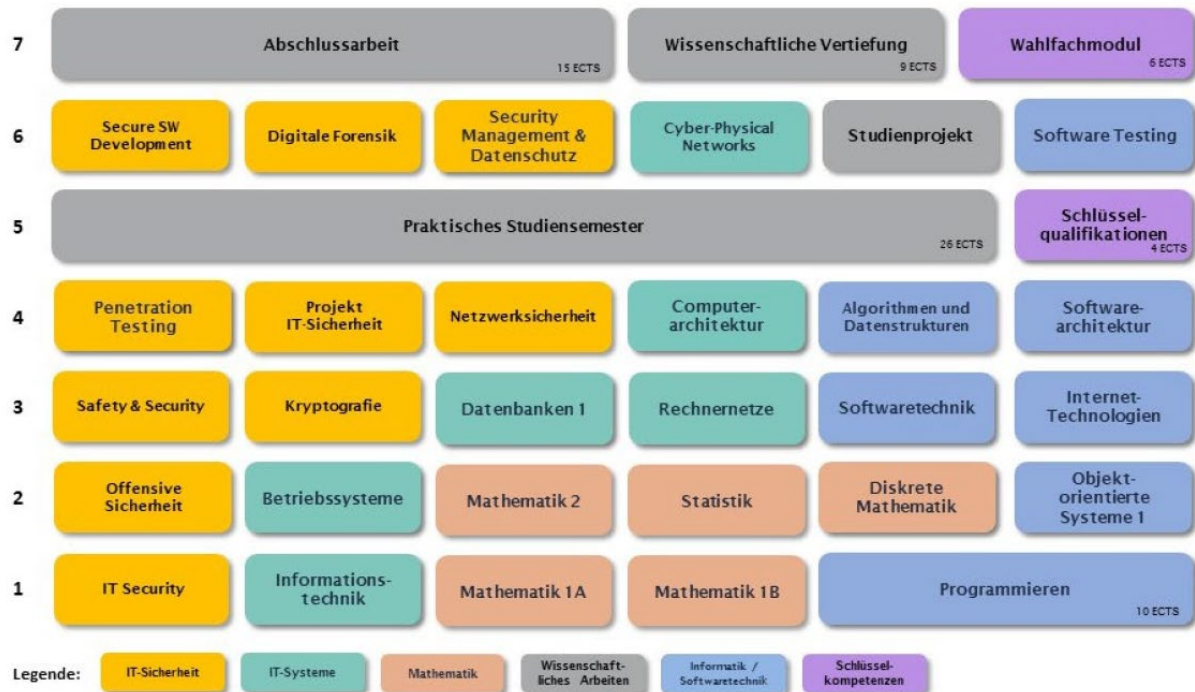 7
Abschlussarbeit
15 ECTS
Wissenschaftliche Vertiefung
9 ECTS
Wahlfachmodul
6 ECTS
6
Secure SW
Development
Digitale Forensik
Security
Management &
Datenschutz
Cyber-Physical
Networks
Studienprojekt
Software Testing
5
Praktisches Studiensemester
26 ECTS
Schlüssel-
qualifikationen
4 ECTS
4
Penetration
Testing
Projekt
IT-Sicherheit
Netzwerksicherheit
Computer-
architektur
Algorithmen und
Datenstrukturen
Software-
architektur
3
Safety & Security
Kryptografie
Datenbanken 1
Rechnernetze
Softwaretechnik
Internet-
Technologien
2
Offensive
Sicherheit
Betriebssysteme
Mathematik 2
Statistik
Diskrete
Mathematik
Objekt-
orientierte
Systeme 1
1
IT Security
Informations-
technik
Mathematik 1A
Mathematik 1B
Programmieren
10 ECTS
Legende:
IT-Sicherheit
IT-Systeme
Mathematik
Wissenschaft-
liches Arbeiten
Informatik /
Softwaretechnik
Schlüssel-
kompetenzen